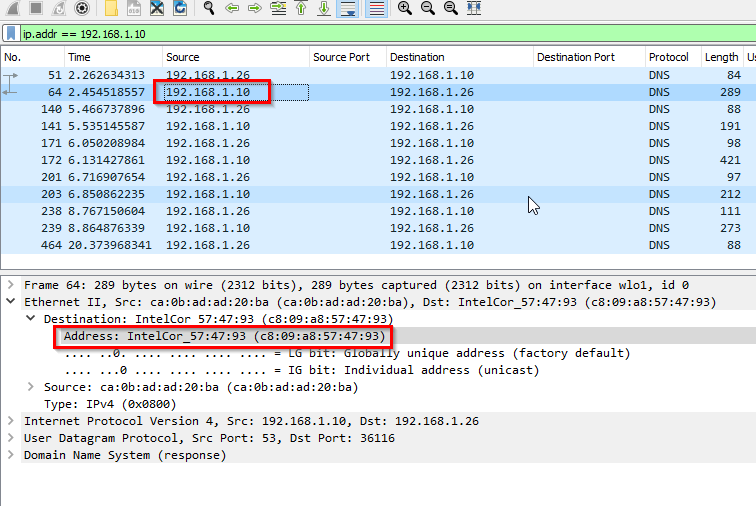 ip.addr == 192.168.1.10
No. Time Source Source Port Destination Destination Port Protocol Length Us
51 2.262634313 192.168.1.26 192.168.1.10 DNS 84
64 2.454518557 192.168.1.10 192.168.1.26 DNS 289
140 5.466737896 192.168.1.26 192.168.1.10 DNS 88
141 5.535145587 192.168.1.10 192.168.1.26 DNS 191
171 6.050208984 192.168.1.26 192.168.1.10 DNS 98
172 6.131427861 192.168.1.10 192.168.1.26 DNS 421
201 6.716907654 192.168.1.26 192.168.1.10 DNS 97
203 6.850862235 192.168.1.10 192.168.1.26 DNS 212
238 8.767150604 192.168.1.26 192.168.1.10 DNS 111
239 8.864876339 192.168.1.10 192.168.1.26 DNS 273
464 20.373968341 192.168.1.26 192.168.1.10 DNS 88
Frame 64: 289 bytes on wire (2312 bits), 289 bytes captured (2312 bits) on interface wlo1, id 0
Ethernet II, Src: ca:0b:ad:ad:20:ba (ca:0b:ad:ad:20:ba), Dst: IntelCor_57:47:93 (c8:09:a8:57:47:93)
Destination: IntelCor_57:47:93 (c8:09:a8:57:47:93)
Address: IntelCor_57:47:93 (c8:09:a8:57:47:93)
.... ..0. .... .... .... .... = LG bit: Globally unique address (factory default)
.... ...0 .... .... .... .... = IG bit: Individual address (unicast)
Source: ca:0b:ad:ad:20:ba (ca:0b:ad:ad:20:ba)
Type: IPv4 (0x0800)
Internet Protocol Version 4, Src: 192.168.1.10, Dst: 192.168.1.26
User Datagram Protocol, Src Port: 53, Dst Port: 36116
Domain Name System (response)